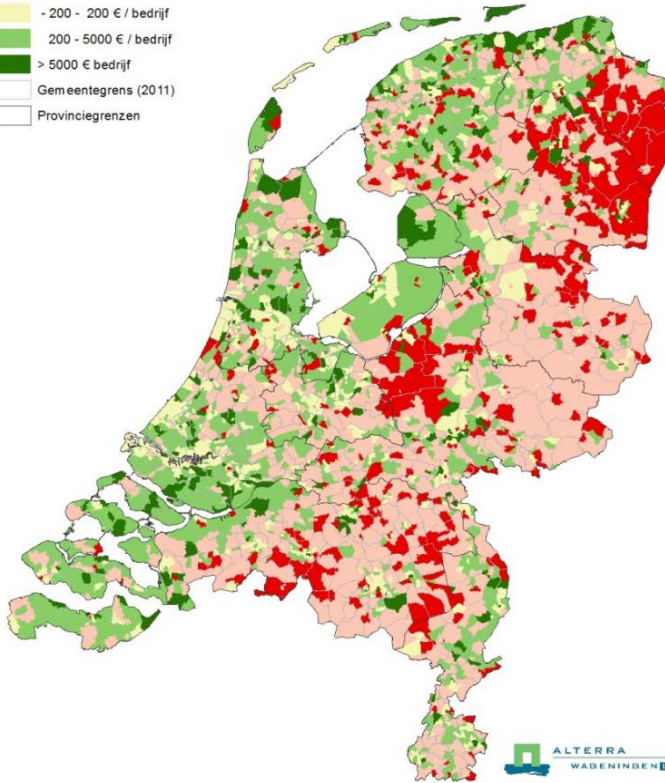 - 200 - 200 € / bedrijf
200 - 5000 € / bedrijf
> 5000 € bedrijf
Gemeentegrens (2011)
Provinciegrenzen
ALTERRA
WAGENINGEN